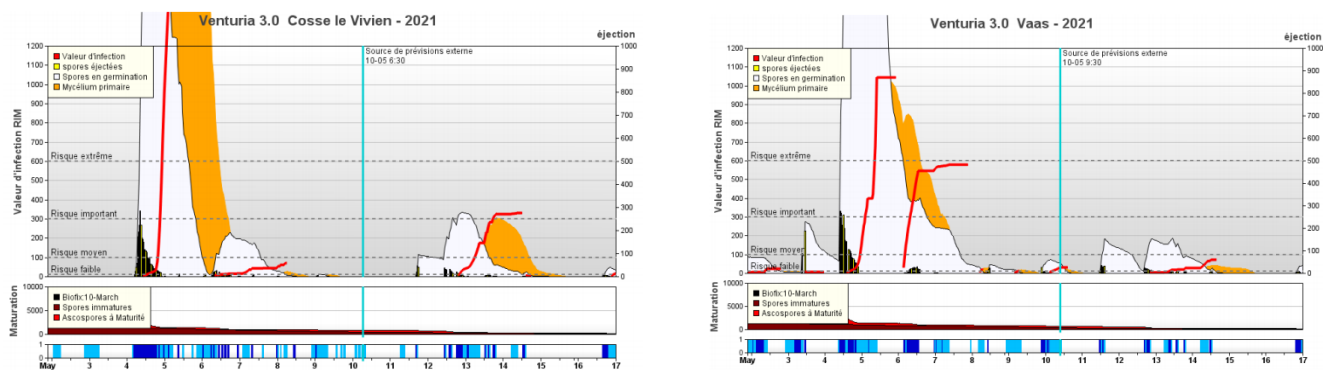 Venturia 3.0 Cosse le Vivien - 2021
éjection
1200
1100
1000
900
800
700
600
500
400
300
200
100
0
Valeur d'infection RIM
Valeur d'infection
spores éjectées
Spores en germination
Mycélium primaire
Source de prévisions externe
10-05 6:30
Risque extrême
Risque important
Risque moyen
Risque faible
1000
900
800
700
600
500
400
300
200
100
0
Maturation
10000
5000
0
Biofix:10-March
Spores immatures
Ascospores à Maturité
1
0
May 3 4 5 6 7 8 9 10 11 12 13 14 15 16 17
Venturia 3.0 Vaas - 2021
éjection
1200
1100
1000
900
800
700
600
500
400
300
200
100
0
Valeur d'infection RIM
Valeur d'infection
spores éjectées
Spores en germination
Mycélium primaire
Source de prévisions externe
10-05 9:30
Risque extrême
Risque important
Risque moyen
Risque faible
1000
900
800
700
600
500
400
300
200
100
0
Maturation
10000
5000
0
Biofix:10-March
Spores immatures
Ascospores à Maturité
1
0
May 3 4 5 6 7 8 9 10 11 12 13 14 15 16 17